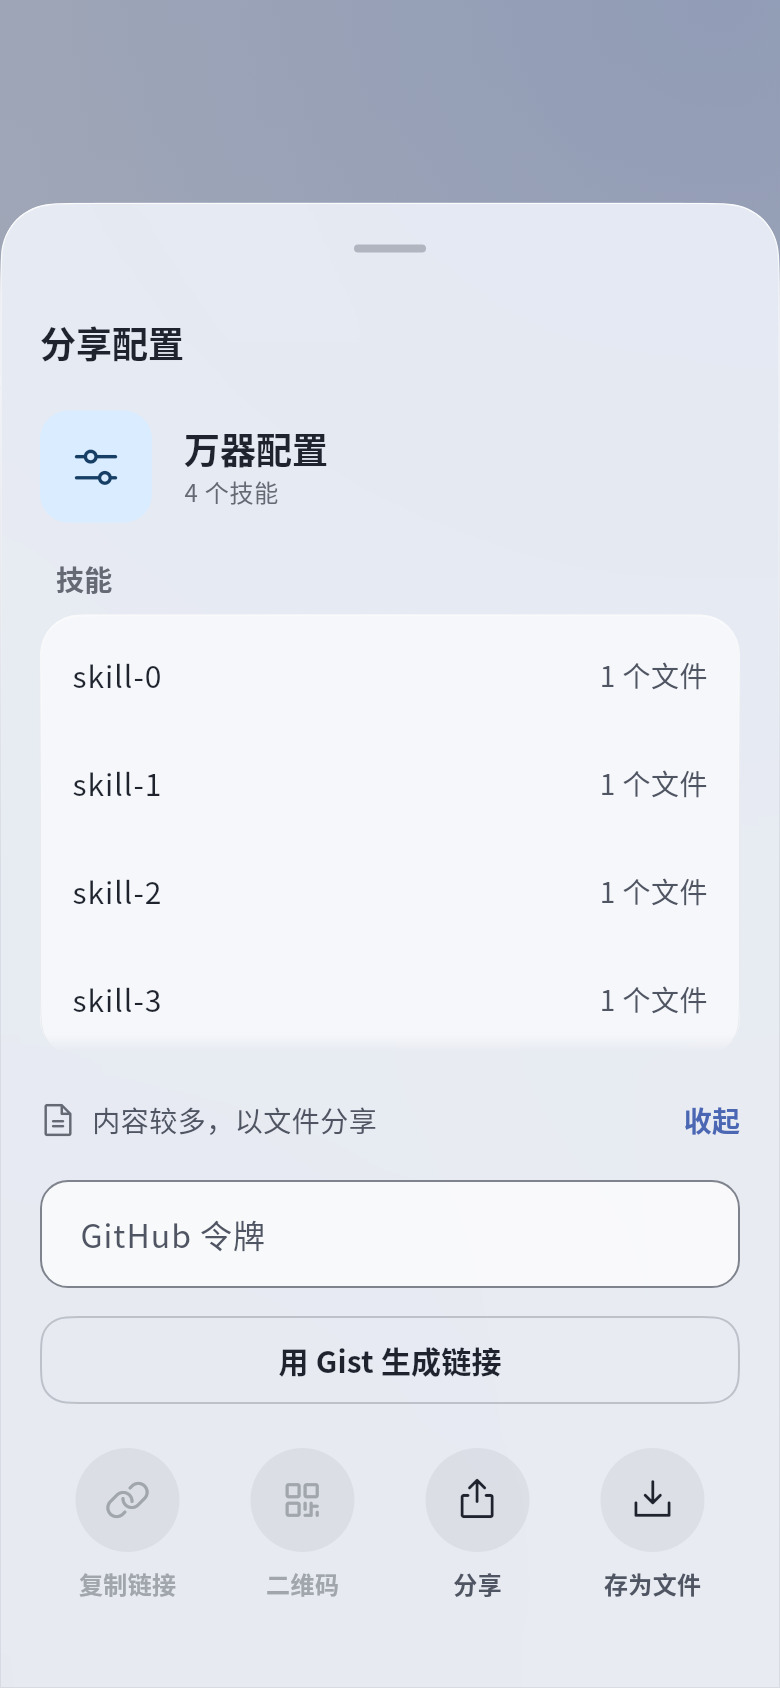 分享配置
万器配置
4 个技能
技能
skill-0 1 个文件
skill-1 1 个文件
skill-2 1 个文件
skill-3 1 个文件
内容较多，以文件分享 收起
GitHub 令牌
用 Gist 生成链接
复制链接 二维码 分享 存为文件